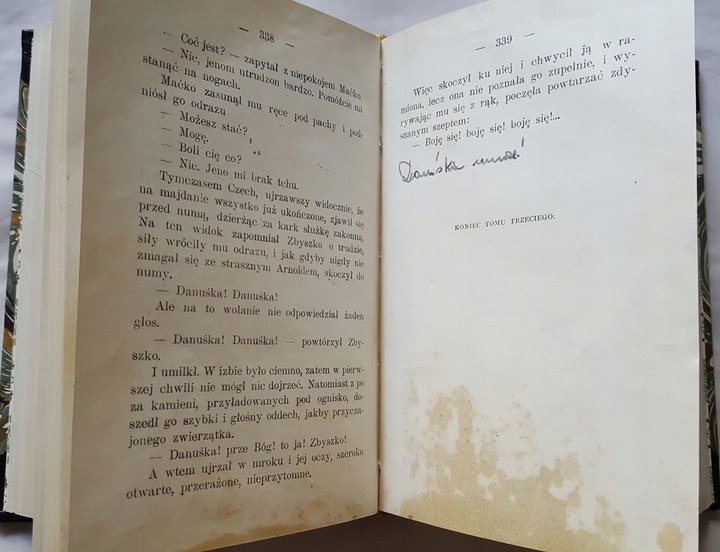 — 338 —
— Coć jest? — zapytał z niepokojem Maćko.
— Nic, jenom utrudzon bardzo. Pomóżcie mi
stanąć na nogach.
Maćko zasunął mu ręce pod pachy i pod-
niósł go odrazu
— Możesz stać?
— Mogę.
— Boli cię co?
— Nic. Jeno mi brak tchu.
Tymczasem Czech, ujrzawszy widocznie, że
na majdanie wszystko już ukończone, zjawił się
przed numą, dzierżąc za kark służkę zakonną.
Na ten widok zapomniał Zbyszko o trudzie,
siły wróciły mu odrazu, i jak gdyby nigdy nie
zmagał się ze strasznym Arnoldem, skoczył do
numy.
— Danuśka! Danuśka!
Ale na to wolanie nie odpowiedział żaden
głos.
— Danuśka! Danuśka! — powtórzył Zby-
szko.
I umilkł. W izbie było ciemno, zatem w pierw-
szej chwili nie mógł nic dojrzeć. Natomiast z po
za kamieni, przyładowanych pod ognisko, do-
szedł go szybki i głośny oddech, jakby przycza-
jonego zwierzątka.
— Danuśka! prze Bóg! to ja! Zbyszko!
A wtem ujrzał w mroku i jej oczy, szeroko
otwarte, przerażone, nieprzytomne.
— 339 —
Więc skoczył ku niej i chwycił ją w ra-
miona, lecz ona nie poznała go zupełnie, i wy-
rywając mu się z rąk, poczęła powtarzać zdy-
szanym szeptem:
— Boję się! boję się! boję się!...
Danuśka
KONIEC TOMU TRZECIEGO.